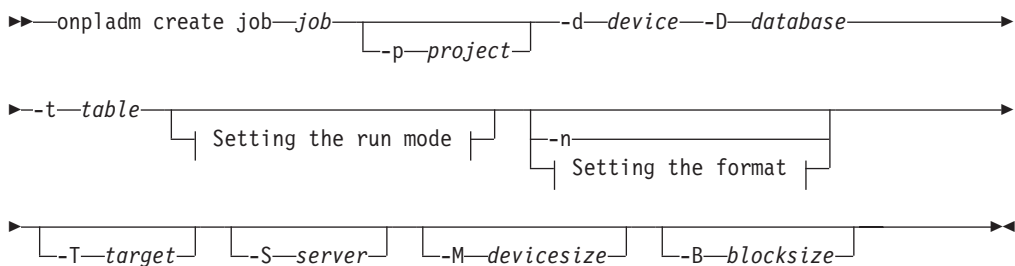 onpladm create job job -d device -D database
-p project
-t table
Setting the run mode -n
Setting the format
-T target -S server -M devicesize -B blocksize